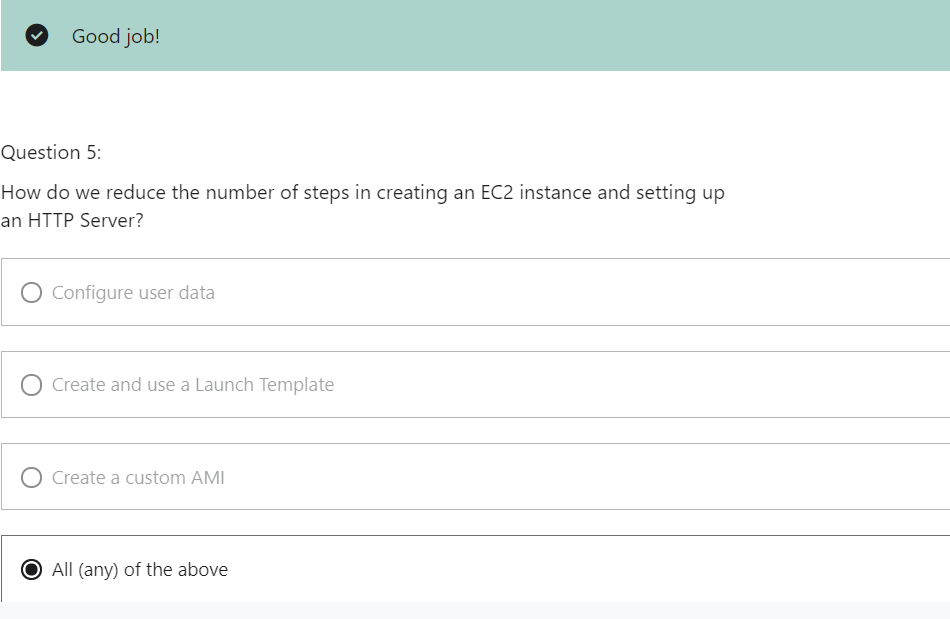 Good job!
Question 5:
How do we reduce the number of steps in creating an EC2 instance and setting up
an HTTP Server?
Configure user data
Create and use a Launch Template
Create a custom AMI
All (any) of the above